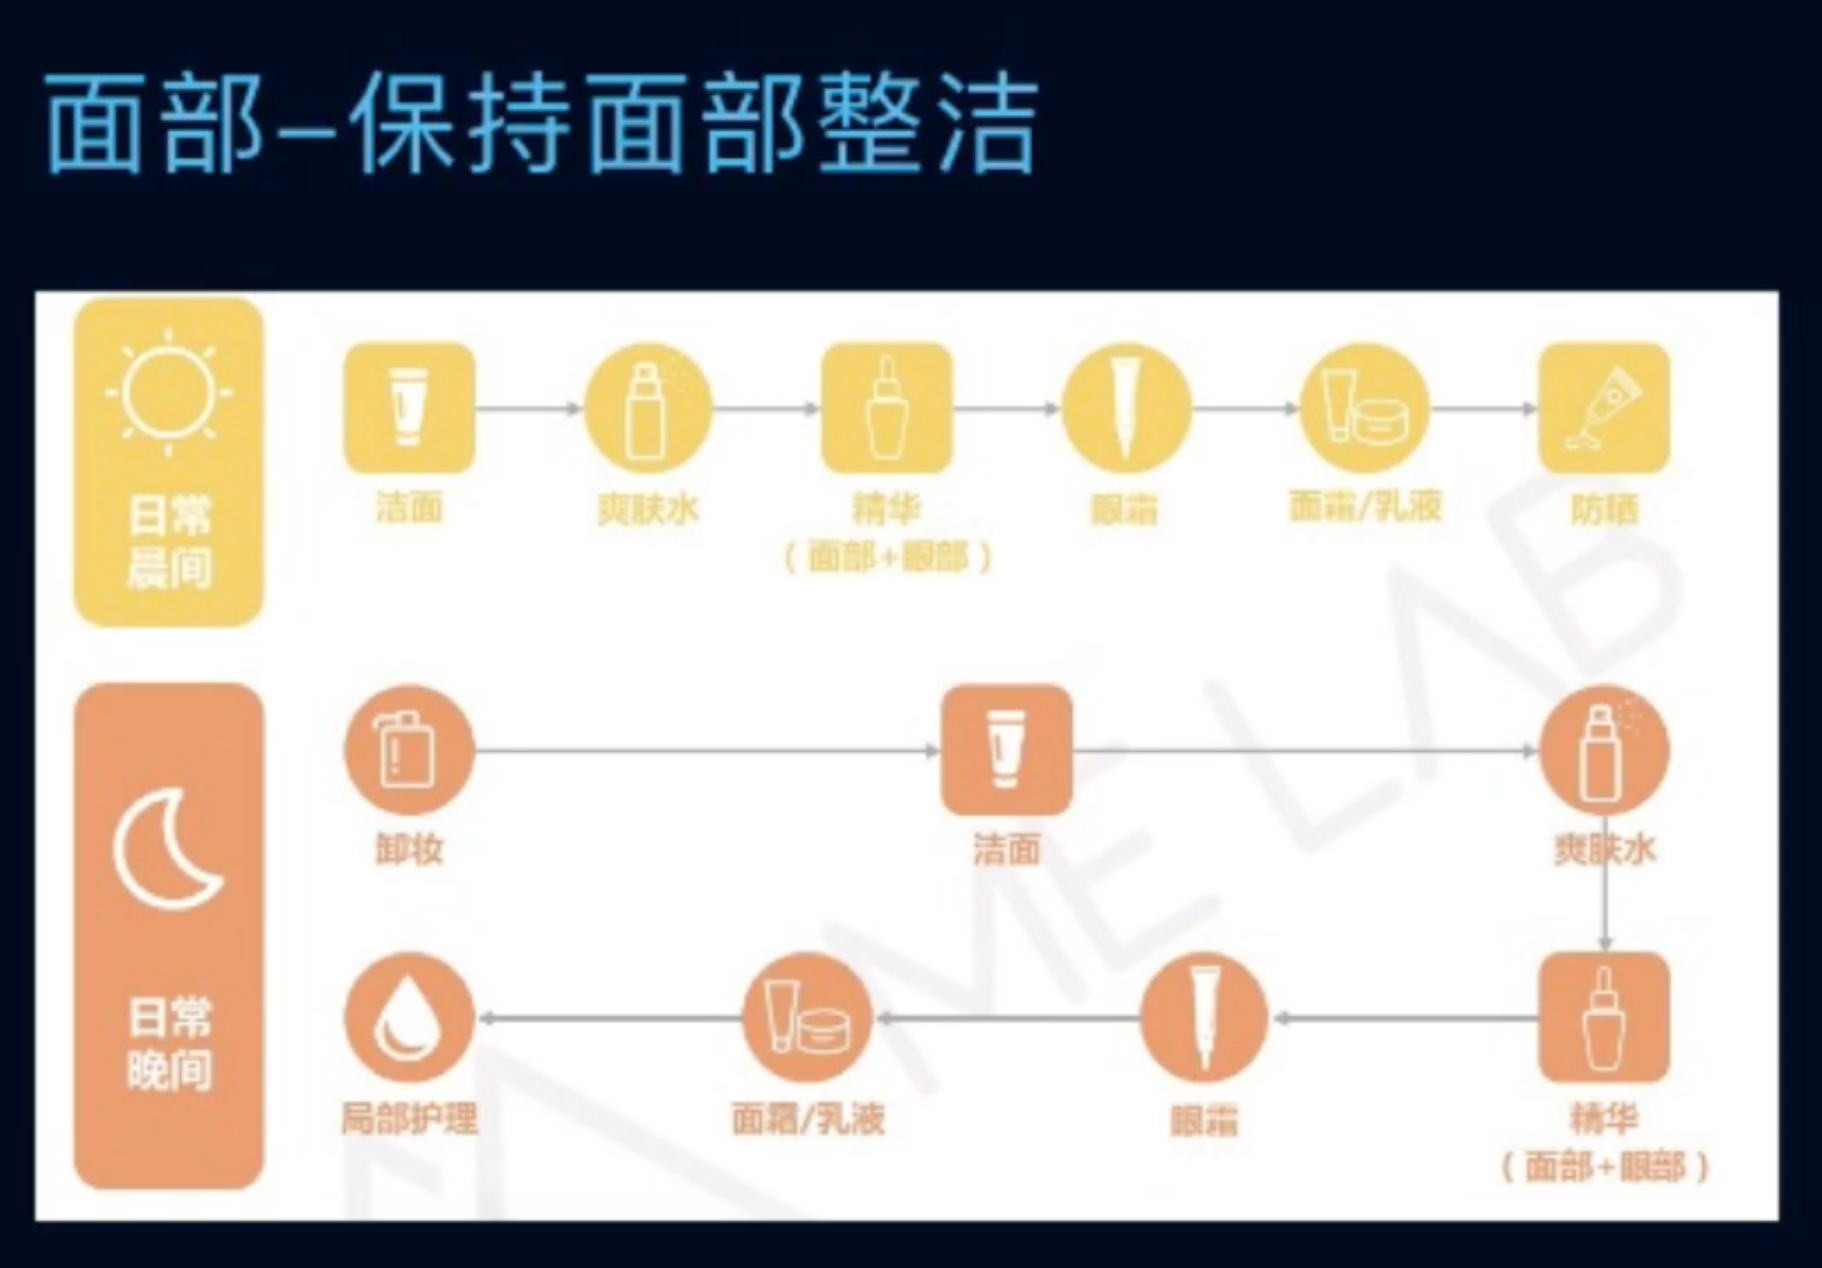 面部-保持面部整洁
日常
晨间
洁面
爽肤水
精华
(面部+眼部)
眼霜
面霜/乳液
防晒
日常
晚间
卸妆
洁面
爽肤水
精华
(面部+眼部)
眼霜
面霜/乳液
局部护理
ME LAB